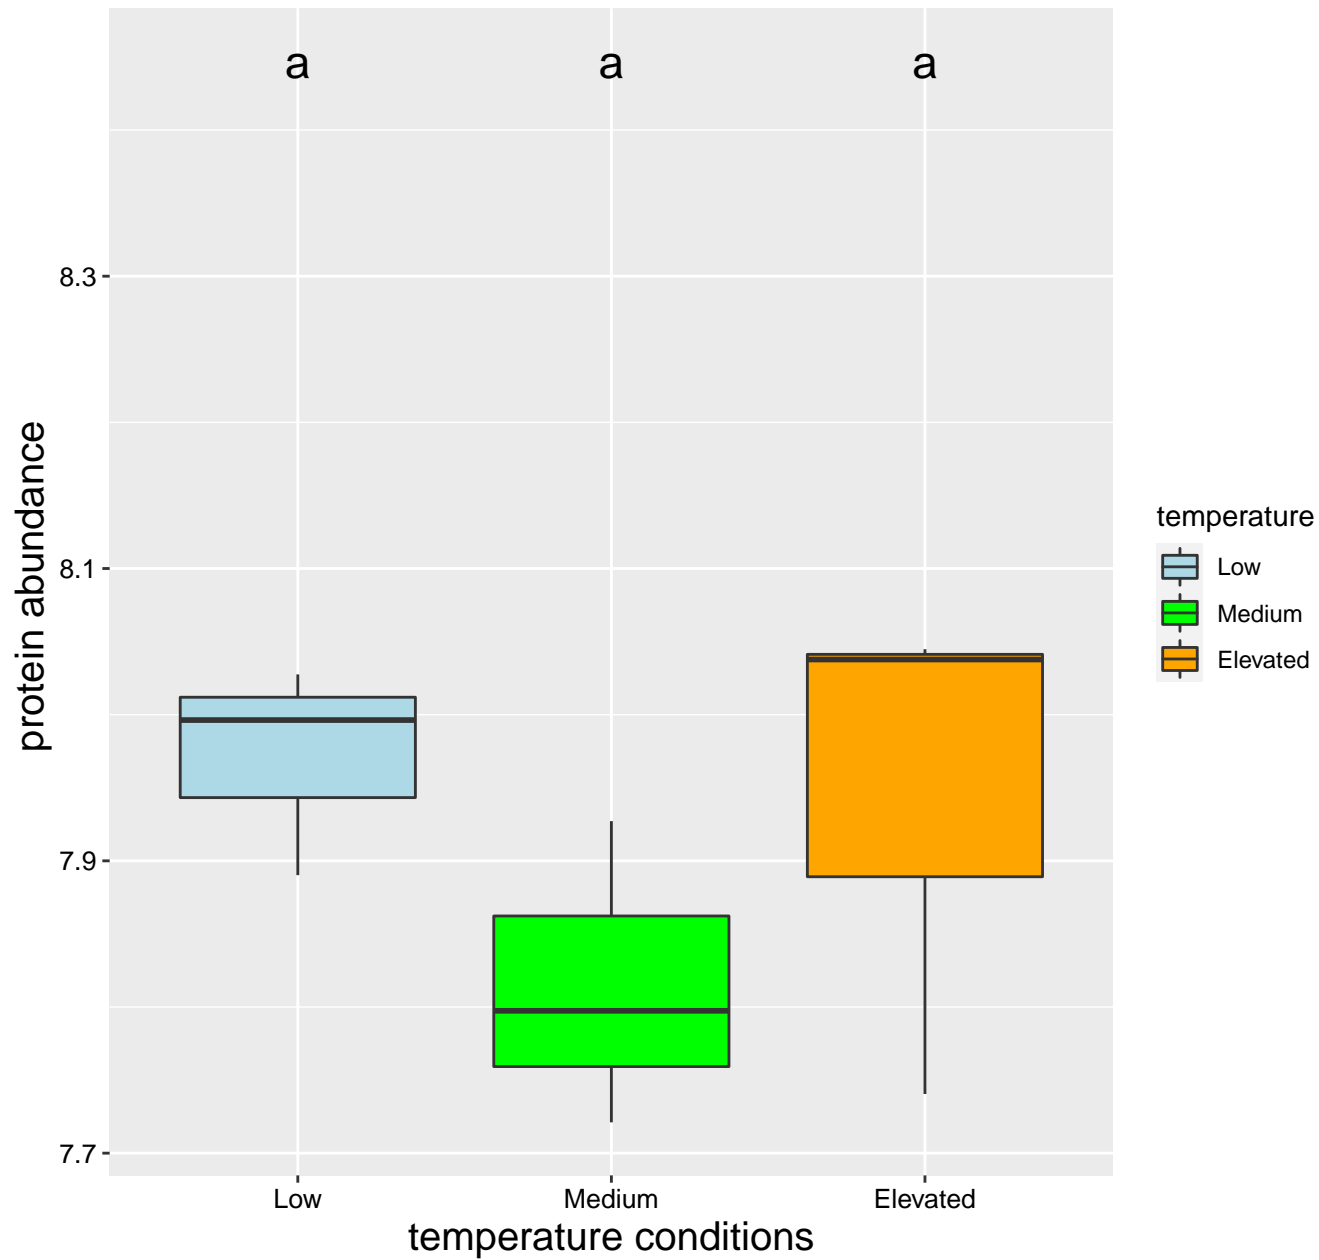 a a a
8.3
8.1
7.9
7.7
protein abundance
Low Medium Elevated
temperature conditions
temperature
Low
Medium
Elevated